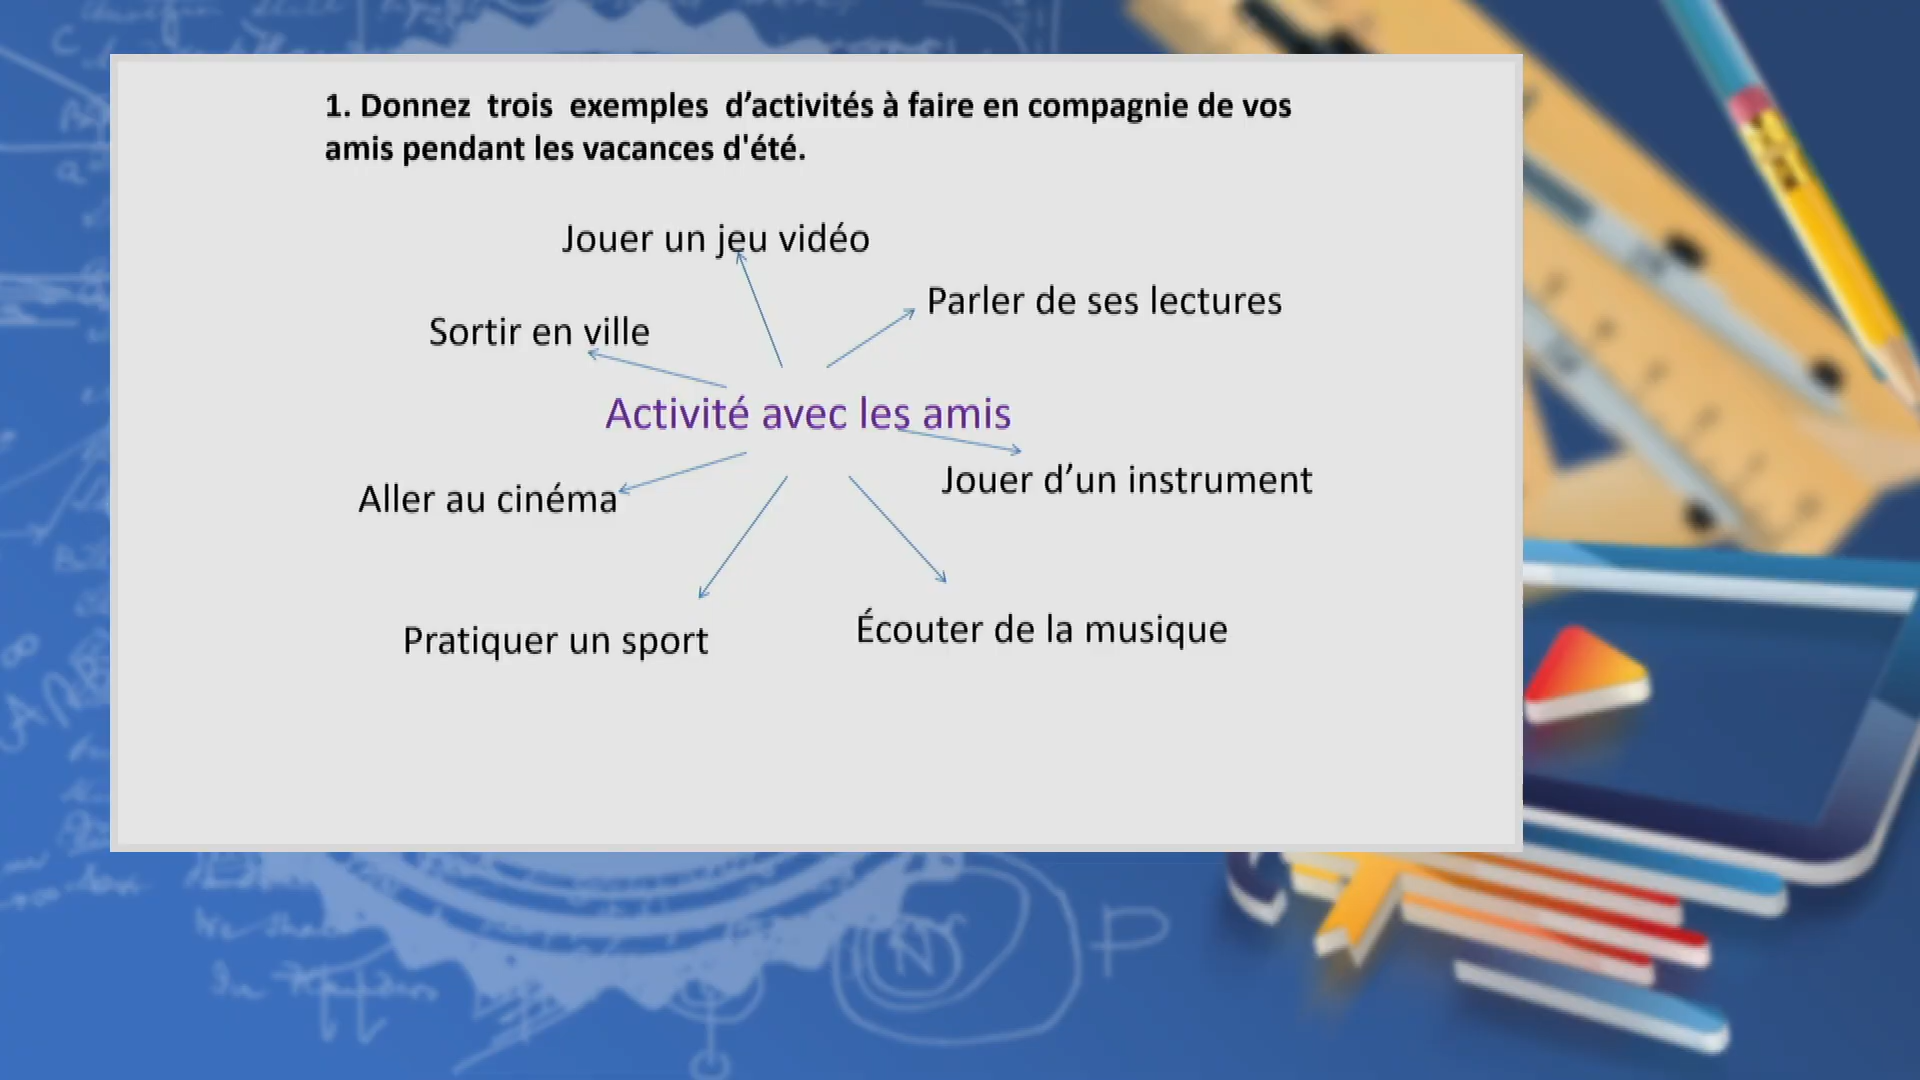 1. Donnez trois exemples d’activités à faire en compagnie de vos
amis pendant les vacances d'été.
Jouer un jeu vidéo
Parler de ses lectures
Sortir en ville
Activité avec les amis
Jouer d’un instrument
Aller au cinéma
Écouter de la musique
Pratiquer un sport
P
N